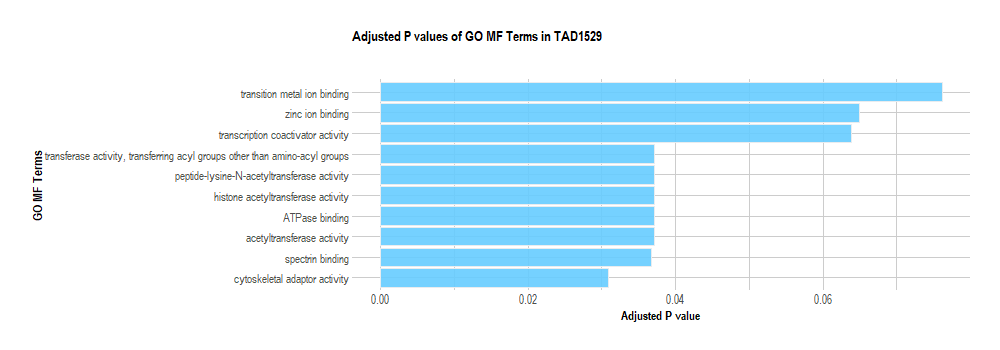 Adjusted P values of GO MF Terms in TAD1529
GO MF Terms
transition metal ion binding
zinc ion binding
transcription coactivator activity
transferase activity, transferring acyl groups other than amino-acyl groups
peptide-lysine-N-acetyltransferase activity
histone acetyltransferase activity
ATPase binding
acetyltransferase activity
spectrin binding
cytoskeletal adaptor activity
0.00 0.02 0.04 0.06
Adjusted P value